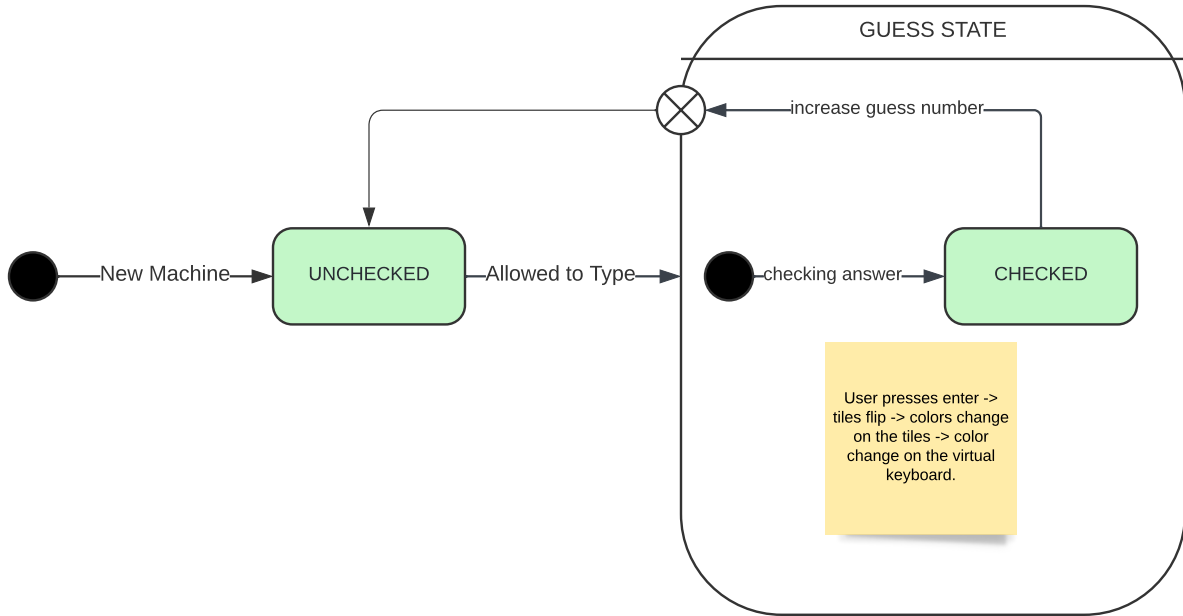 GUESS STATE
increase guess number
New Machine
UNCHECKED
Allowed to Type
checking answer
CHECKED
User presses enter ->
tiles flip -> colors change
on the tiles -> color
change on the virtual
keyboard.